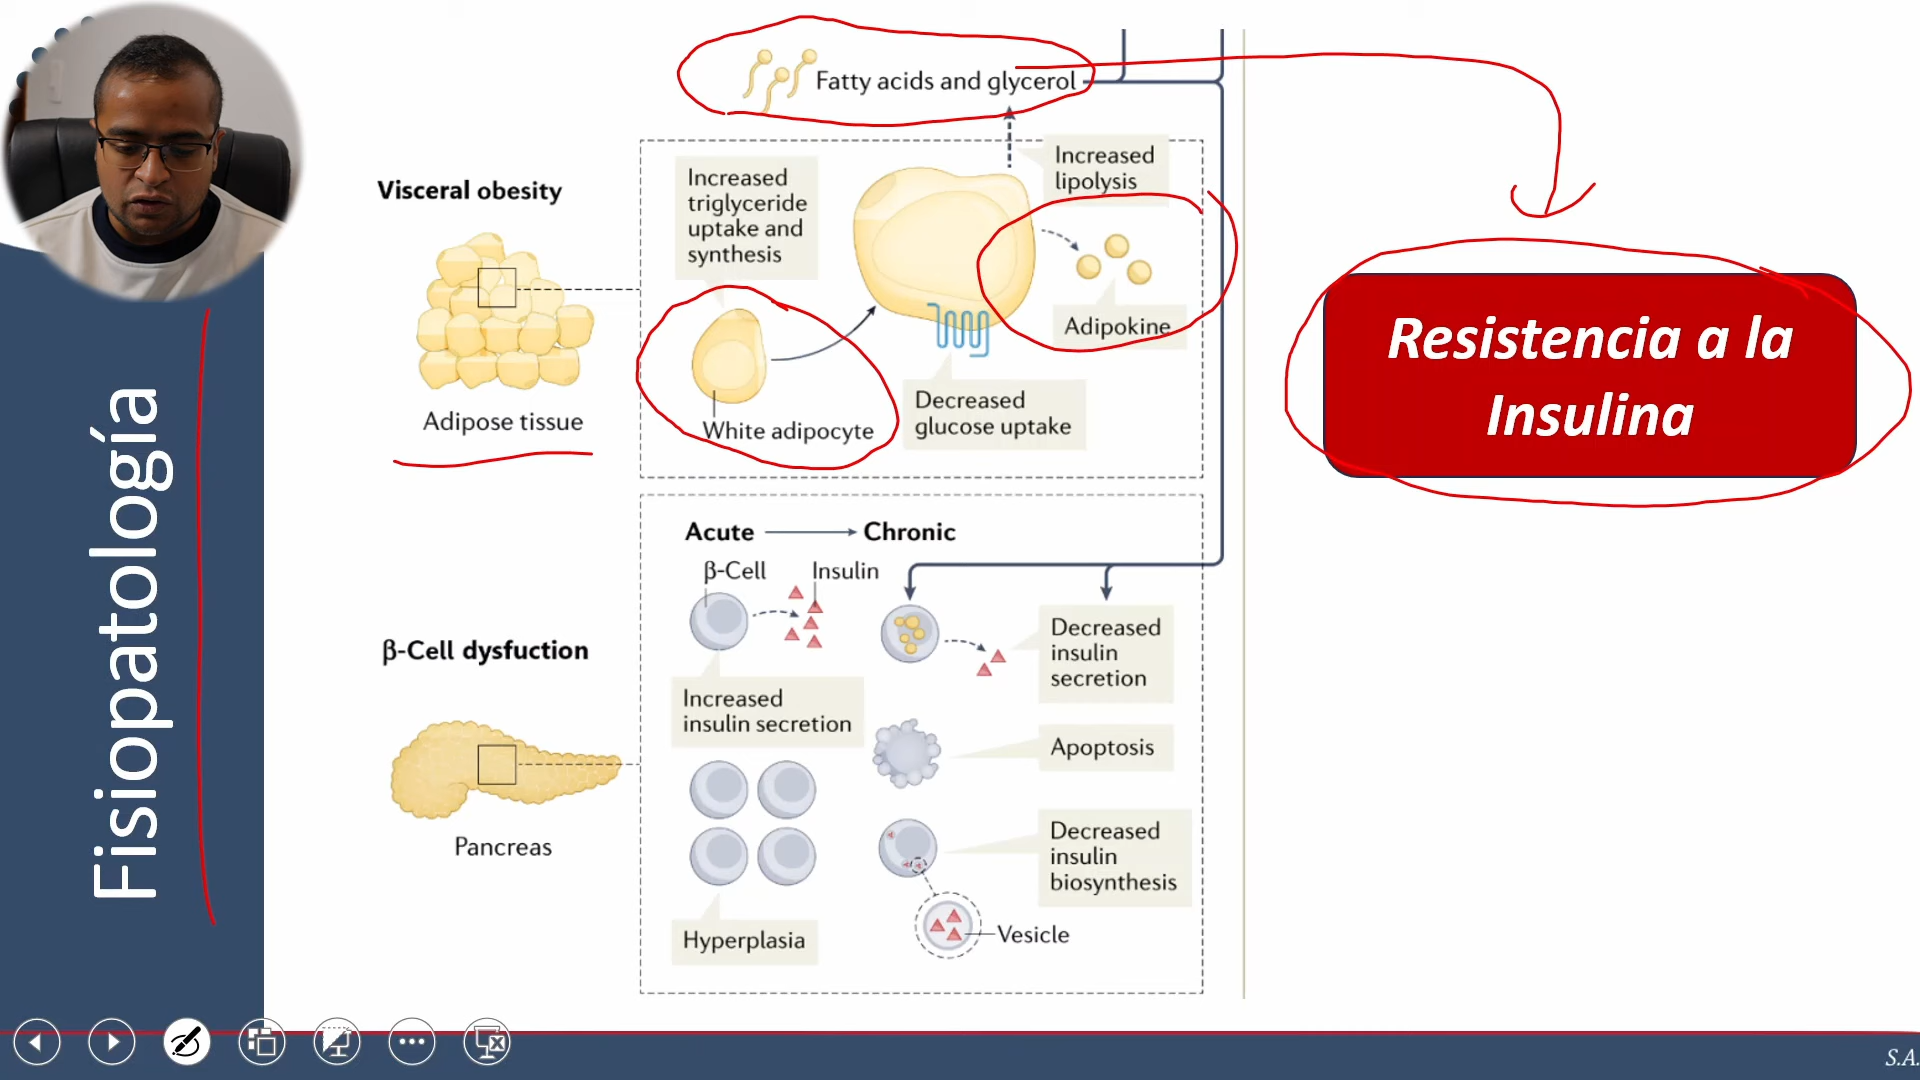 Fisiopatología
Fatty acids and glycerol
Visceral obesity
Increased
triglyceride
uptake and
synthesis
Increased
lipolysis
Adipokine
White adipocyte
Decreased
glucose uptake
Adipose tissue
Resistencia a la
Insulina
Acute
Chronic
β-Cell
Insulin
β-Cell dysfuction
Increased
insulin secretion
Decreased
insulin
secretion
Apoptosis
Pancreas
Decreased
insulin
biosynthesis
Hyperplasia
Vesicle
S.A.